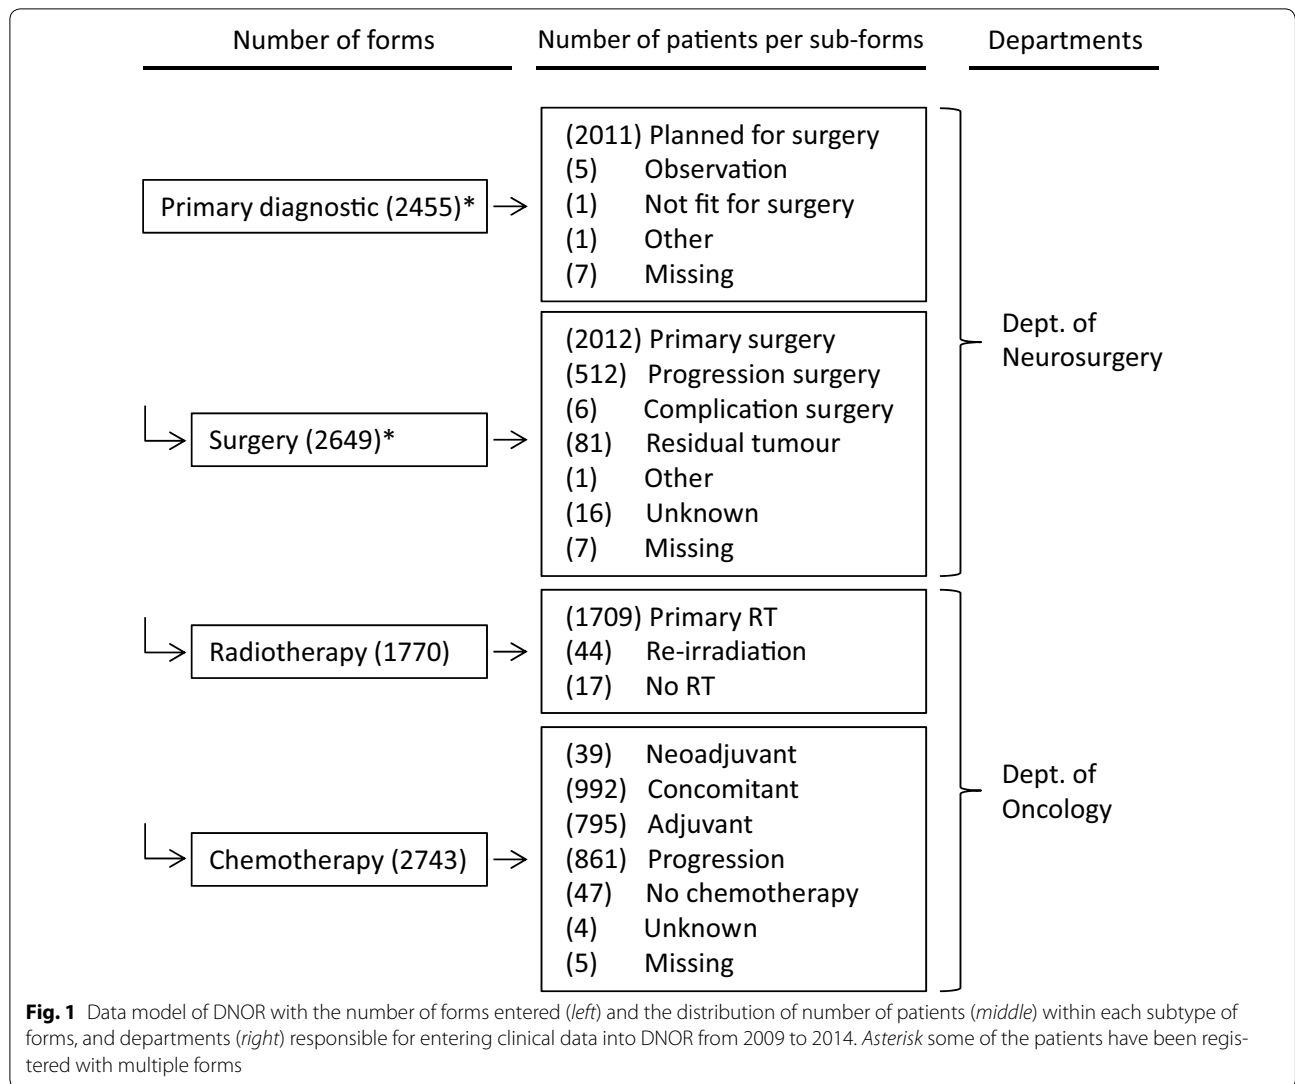 Number of forms
Number of patients per sub-forms
Departments
Primary diagnostic (2455)*
(2011) Planned for surgery
(5) Observation
(1) Not fit for surgery
(1) Other
(7) Missing
Surgery (2649)*
(2012) Primary surgery
(512) Progression surgery
(6) Complication surgery
(81) Residual tumour
(1) Other
(16) Unknown
(7) Missing
Dept. of
Neurosurgery
Radiotherapy (1770)
(1709) Primary RT
(44) Re-irradiation
(17) No RT
Chemotherapy (2743)
(39) Neoadjuvant
(992) Concomitant
(795) Adjuvant
(861) Progression
(47) No chemotherapy
(4) Unknown
(5) Missing
Dept. of
Oncology
Fig. 1 Data model of DNOR with the number of forms entered (left) and the distribution of number of patients (middle) within each subtype of
forms, and departments (right) responsible for entering clinical data into DNOR from 2009 to 2014. Asterisk some of the patients have been regis-
tered with multiple forms